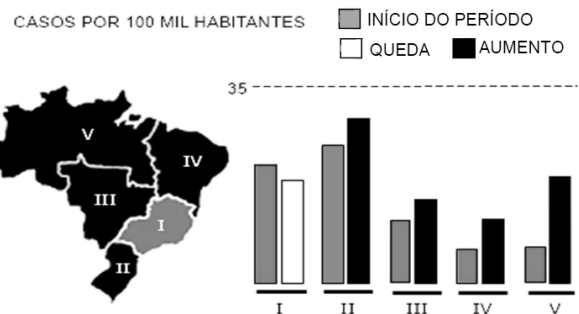 CASOS POR 100 MIL HABITANTES
INÍCIO DO PERÍODO
QUEDA
AUMENTO
35
V
IV
III
I
II
I
II
III
IV
V